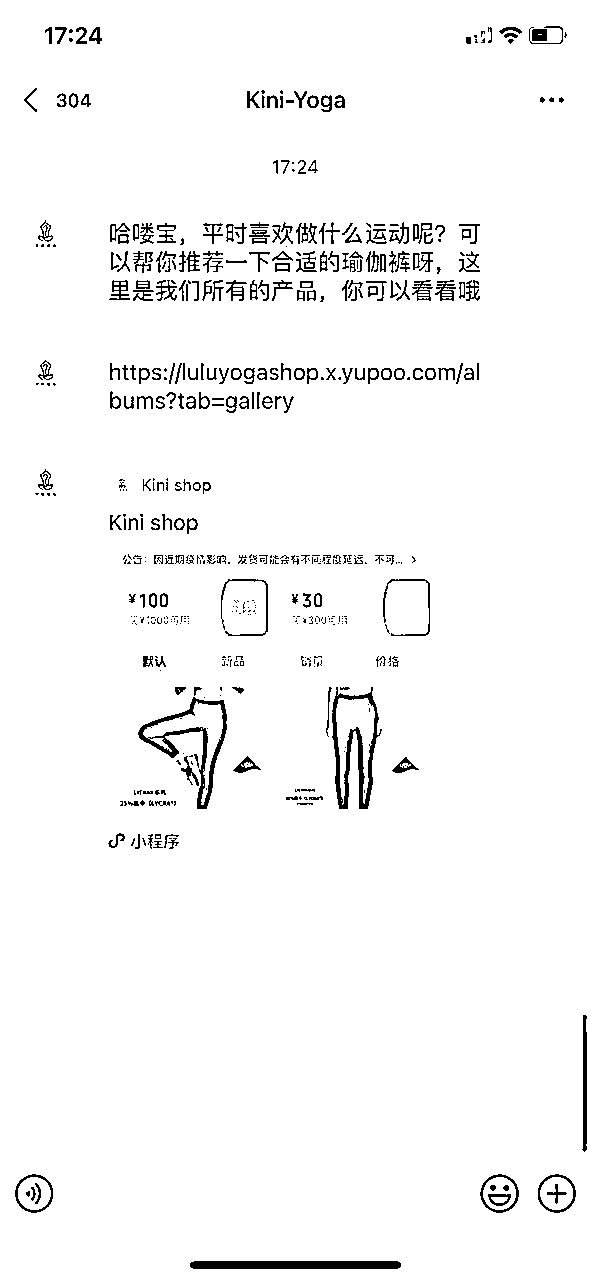 17:24
304
Kini-Yoga
17:24
哈喽宝，平时喜欢做什么运动呢？可
以帮你推荐一下合适的瑜伽裤呀，这
里是我们所有的产品，你可以看看哦
https://luluyogashop.x.yupoo.com/al
bums?tab=gallery
Kini shop
Kini shop
公告：因近期疫情影响，发货可能会有不同程度延迟，不可...
¥100
¥30
满¥1000可用
满¥300可用
默认
新品
销量
价格
小程序